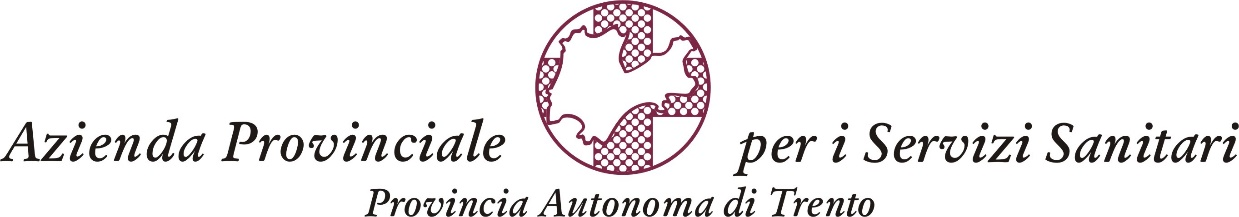 Azienda Provinciale per i Servizi Sanitari
Provincia Autonoma di Trento